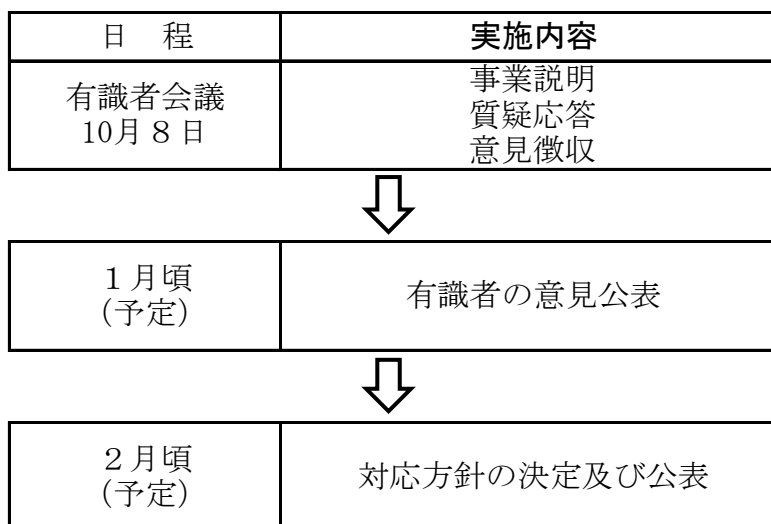 日　程
実施内容
有識者会議
10月８日
事業説明
質疑応答
意見徴収
１月頃
(予定)
有識者の意見公表
２月頃
(予定)
対応方針の決定及び公表